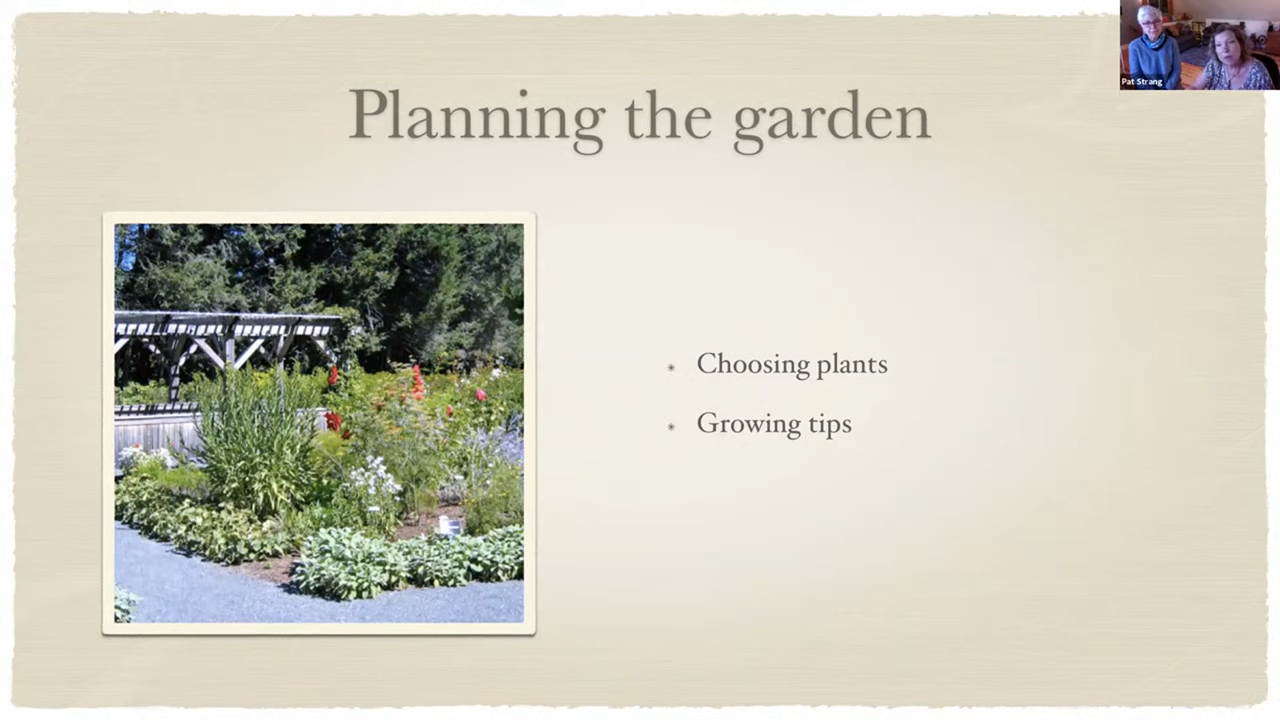 Pat Strang
Planning the garden
Choosing plants
Growing tips